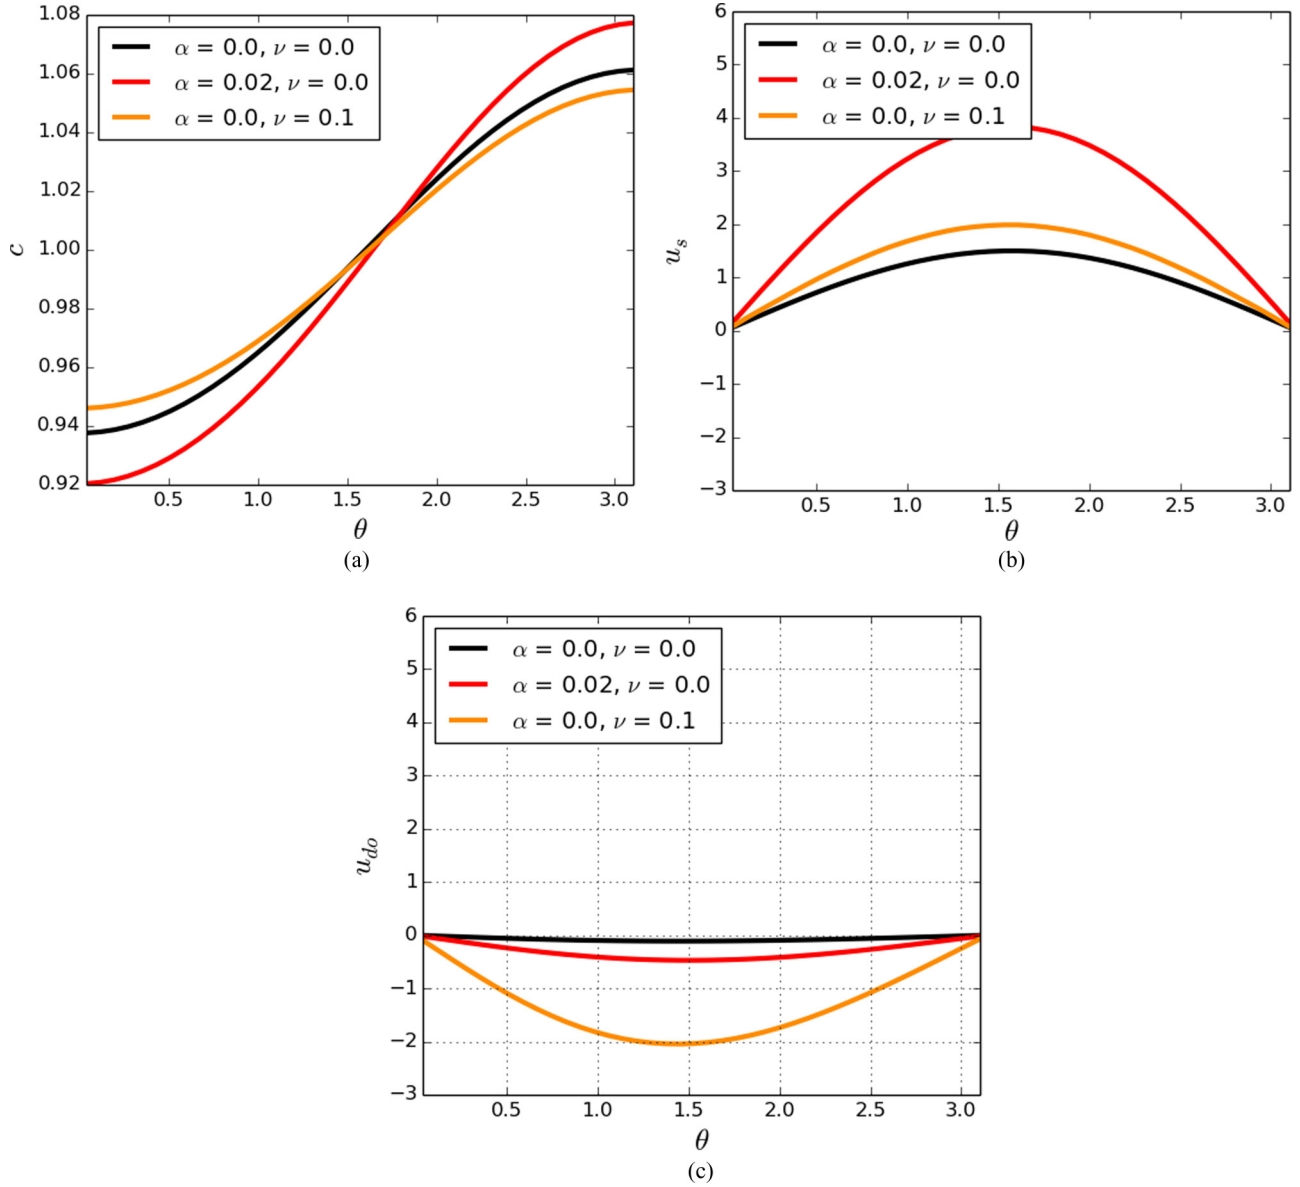 1.08
1.06
1.04
1.02
1.00
0.98
0.96
0.94
0.92
c
α = 0.0, ν = 0.0
α = 0.02, ν = 0.0
α = 0.0, ν = 0.1
0.5 1.0 1.5 2.0 2.5 3.0
θ
(a)
6
5
4
3
2
1
0
−1
−2
−3
u_s
α = 0.0, ν = 0.0
α = 0.02, ν = 0.0
α = 0.0, ν = 0.1
0.5 1.0 1.5 2.0 2.5 3.0
θ
(b)
6
5
4
3
2
1
0
−1
−2
−3
u_do
α = 0.0, ν = 0.0
α = 0.02, ν = 0.0
α = 0.0, ν = 0.1
0.5 1.0 1.5 2.0 2.5 3.0
θ
(c)